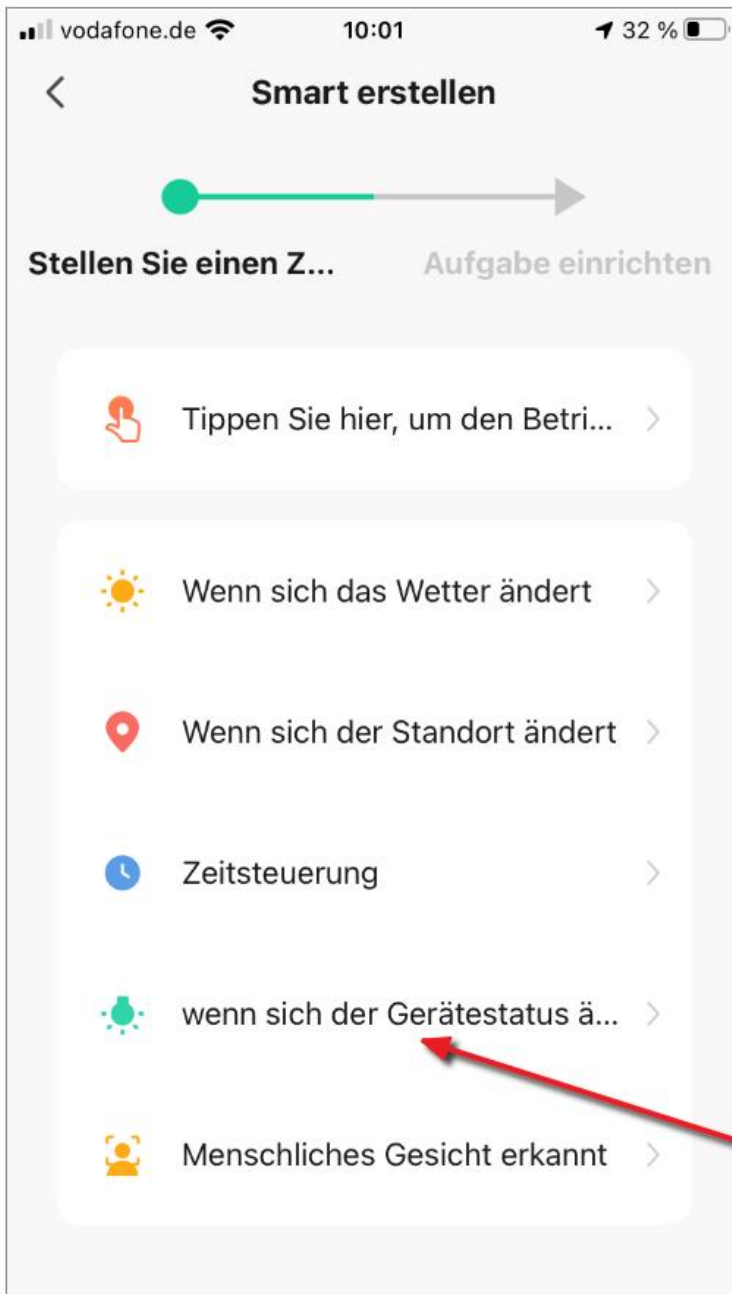 vodafone.de 10:01 32 %
Smart erstellen
Stellen Sie einen Z... Aufgabe einrichten
Tippen Sie hier, um den Betri...
Wenn sich das Wetter ändert
Wenn sich der Standort ändert
Zeitsteuerung
wenn sich der Gerätestatus ä...
Menschliches Gesicht erkannt